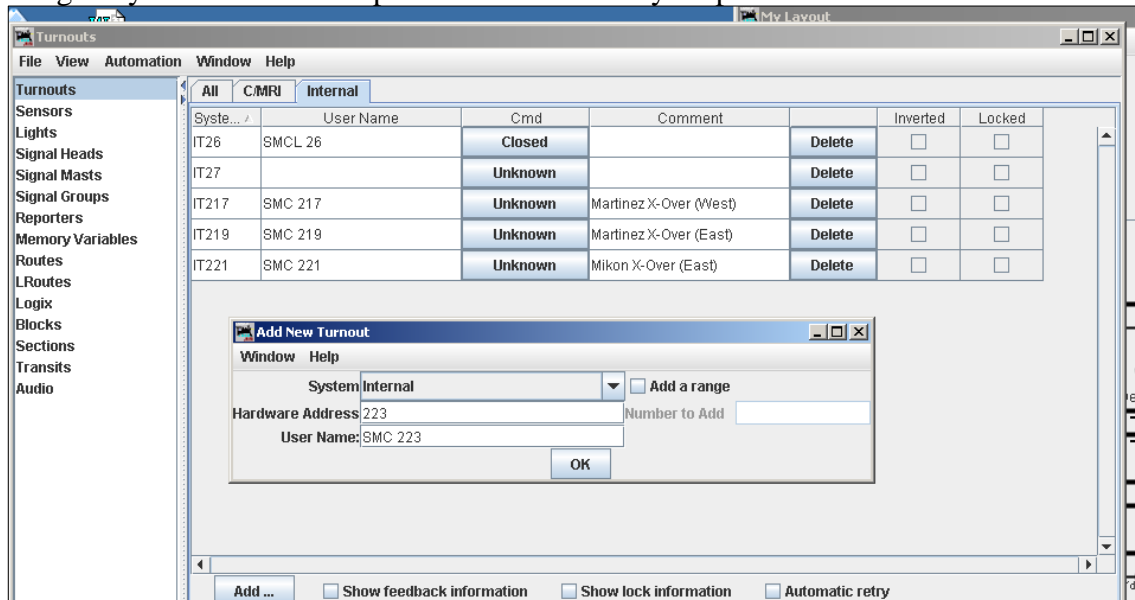 My Layout
Turnouts
File View Automation Window Help
Turnouts
Sensors
Lights
Signal Heads
Signal Masts
Signal Groups
Reporters
Memory Variables
Routes
LRoutes
Logix
Blocks
Sections
Transits
Audio
All C/MRI Internal
Syste... User Name Cmd Comment Inverted Locked
IT26 SMCL 26 Closed Delete
IT27 Unknown Delete
IT217 SMC 217 Unknown Martinez X-Over (West) Delete
IT219 SMC 219 Unknown Martinez X-Over (East) Delete
IT221 SMC 221 Unknown Mikon X-Over (East) Delete
Add New Turnout
Window Help
System Internal Add a range
Hardware Address 223 Number to Add
User Name: SMC 223
OK
Add ... Show feedback information Show lock information Automatic retry